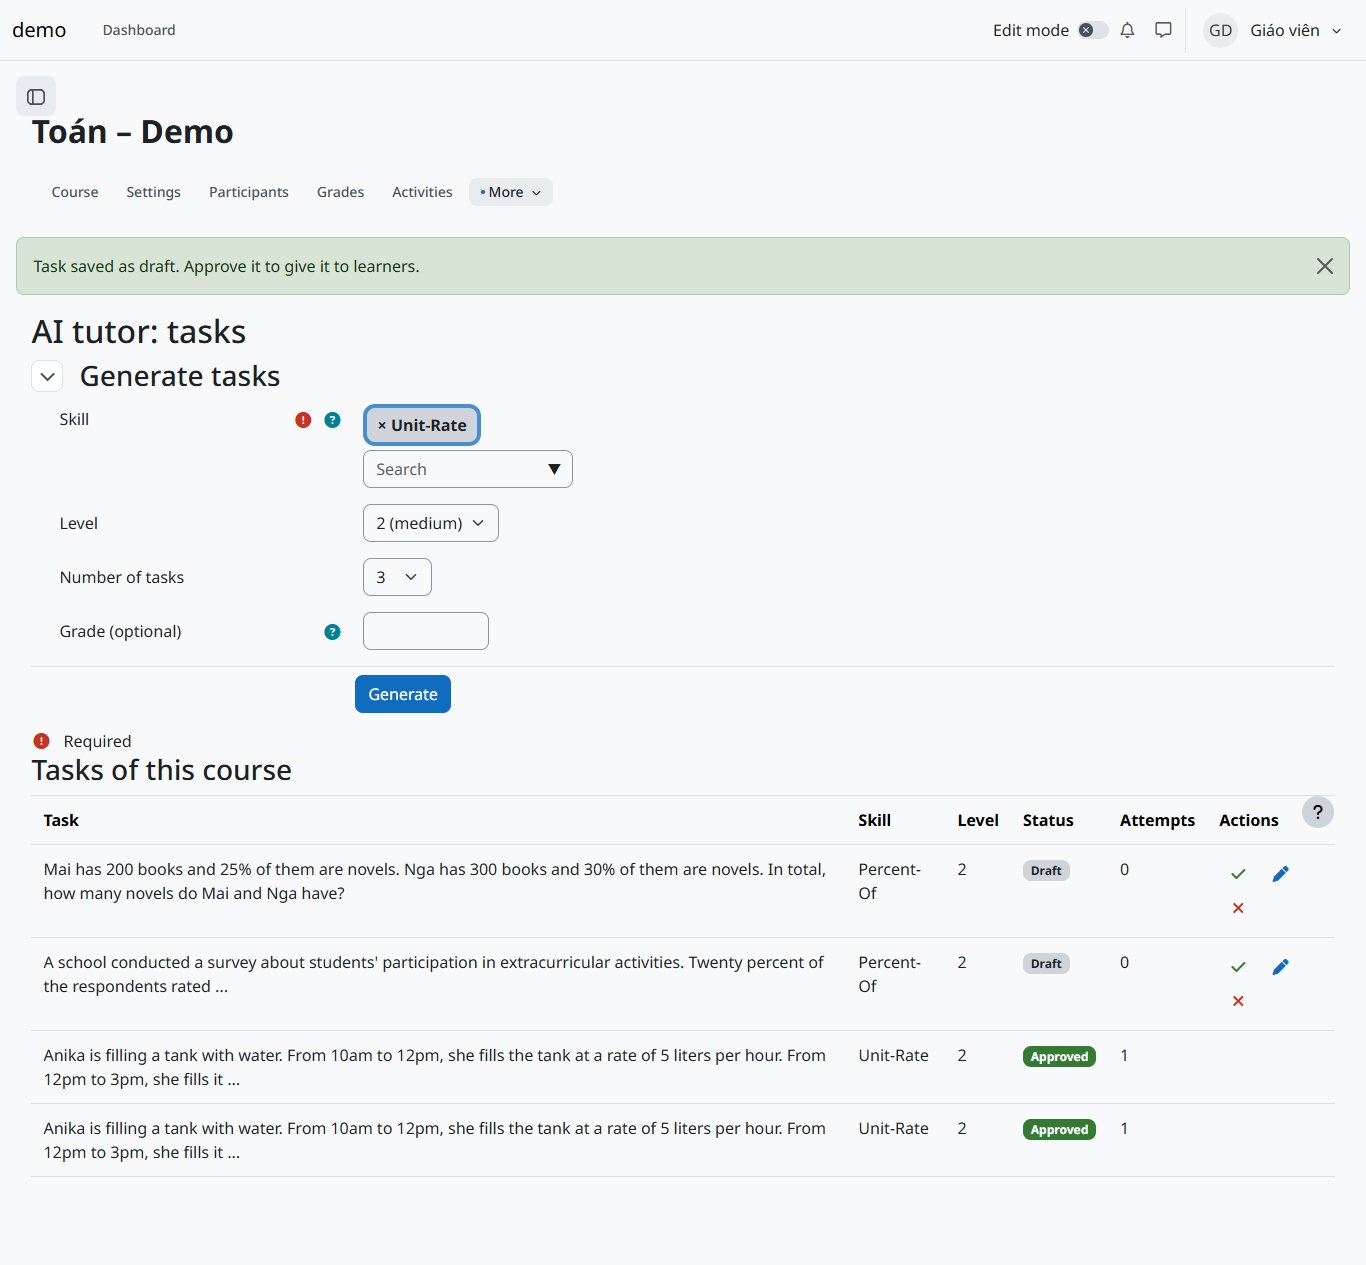 demo
Dashboard
Edit mode
GD
Giáo viên
Toán – Demo
Course
Settings
Participants
Grades
Activities
More
Task saved as draft. Approve it to give it to learners.
AI tutor: tasks
Generate tasks
Skill
× Unit-Rate
Search
Level
2 (medium)
Number of tasks
3
Grade (optional)
Generate
Required
Tasks of this course
Task
Skill
Level
Status
Attempts
Actions
?
Mai has 200 books and 25% of them are novels. Nga has 300 books and 30% of them are novels. In total,
how many novels do Mai and Nga have?
Percent-
Of
2
Draft
0
A school conducted a survey about students' participation in extracurricular activities. Twenty percent of
the respondents rated ...
Percent-
Of
2
Draft
0
Anika is filling a tank with water. From 10am to 12pm, she fills the tank at a rate of 5 liters per hour. From
12pm to 3pm, she fills it ...
Unit-Rate
2
Approved
1
Anika is filling a tank with water. From 10am to 12pm, she fills the tank at a rate of 5 liters per hour. From
12pm to 3pm, she fills it ...
Unit-Rate
2
Approved
1